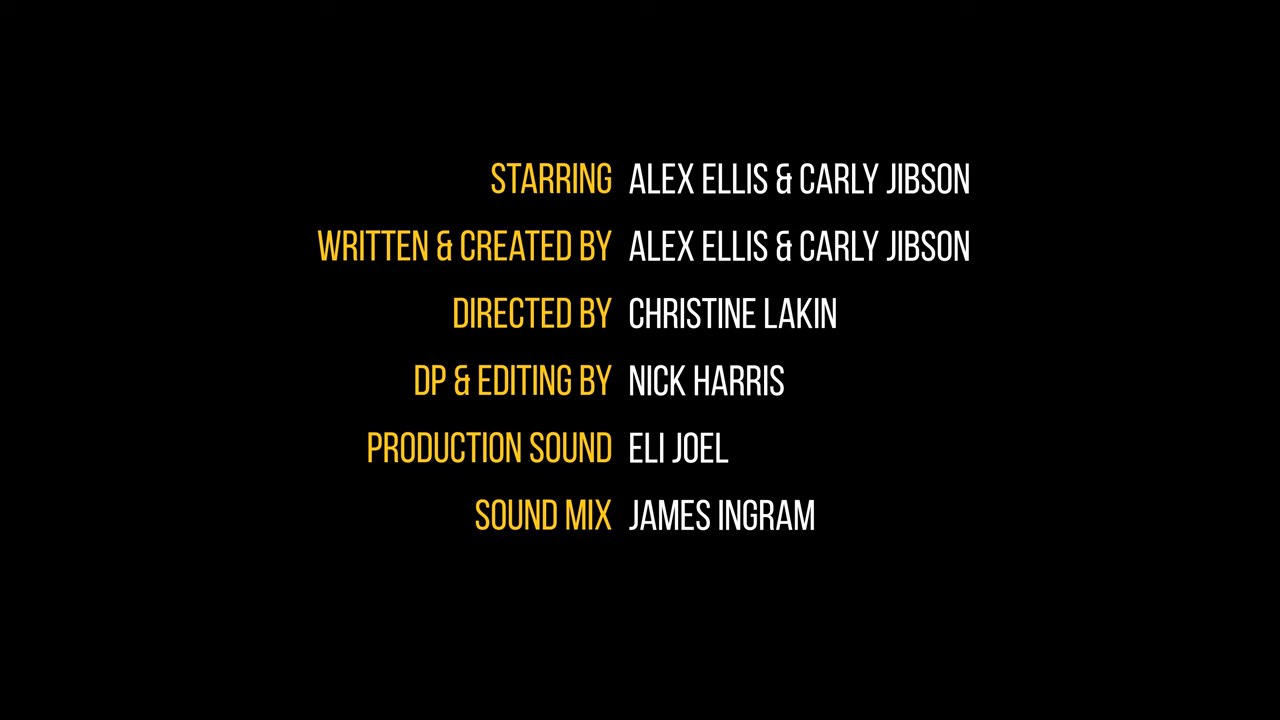 STARRING ALEX ELLIS & CARLY JIBSON
WRITTEN & CREATED BY ALEX ELLIS & CARLY JIBSON
DIRECTED BY CHRISTINE LAKIN
DP & EDITING BY NICK HARRIS
PRODUCTION SOUND ELI JOEL
SOUND MIX JAMES INGRAM